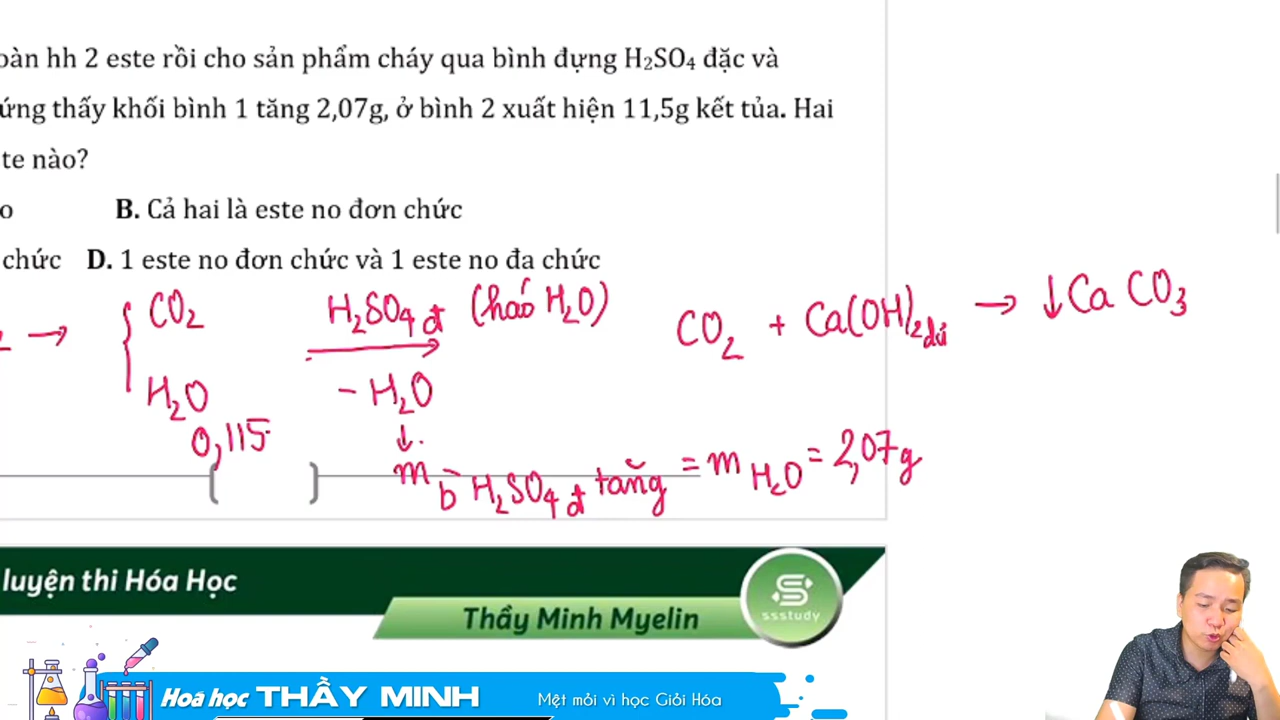 oàn hh 2 este rồi cho sản phẩm cháy qua bình đựng H₂SO₄ đặc và
ứng thấy khối bình 1 tăng 2,07g, ở bình 2 xuất hiện 11,5g kết tủa. Hai
te nào?
o B. Cả hai là este no đơn chức
chức D. 1 este no đơn chức và 1 este no đa chức
2 → { CO₂ H₂SO₄ đ (háo H₂O) CO₂ + Ca(OH)₂ dư → ↓CaCO₃
H₂O − H₂O
0,115 ↓
m b H₂SO₄ đ tăng = m H₂O = 2,07g
luyện thi Hóa Học
ssstudy
Thầy Minh Myelin
Hoá học THẦY MINH Mệt mỏi vì học Giỏi Hóa